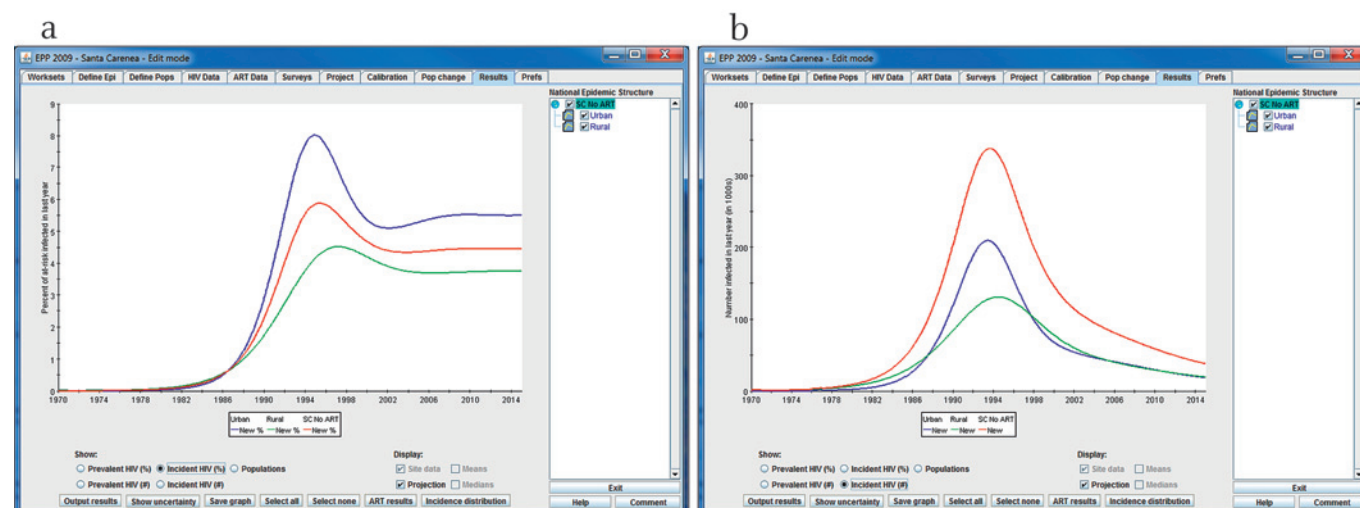 a
EPP 2009 - Santa Carenea - Edit mode
Worksets Define Epi Define Pops HIV Data ART Data Surveys Project Calibration Pop change Results Prefs
National Epidemic Structure
SC No ART
Urban
Rural
Percent of at-risk infected in last year
9
8
7
6
5
4
3
2
1
0
1970 1974 1978 1982 1986 1990 1994 1998 2002 2006 2010 2014
Urban Rural SC No ART
New % New % New %
Show: Display:
Prevalent HIV (%) Incident HIV (%) Populations Site data Means
Prevalent HIV (#) Incident HIV (#) Projection Medians
Exit
Output results Show uncertainty Save graph Select all Select none ART results Incidence distribution Help Comment
b
EPP 2009 - Santa Carenea - Edit mode
Worksets Define Epi Define Pops HIV Data ART Data Surveys Project Calibration Pop change Results Prefs
National Epidemic Structure
SC No ART
Urban
Rural
Number infected in last year (in 1000s)
400
300
200
100
0
1970 1974 1978 1982 1986 1990 1994 1998 2002 2006 2010 2014
Urban Rural SC No ART
New New New
Show: Display:
Prevalent HIV (%) Incident HIV (%) Populations Site data Means
Prevalent HIV (#) Incident HIV (#) Projection Medians
Exit
Output results Show uncertainty Save graph Select all Select none ART results Incidence distribution Help Comment